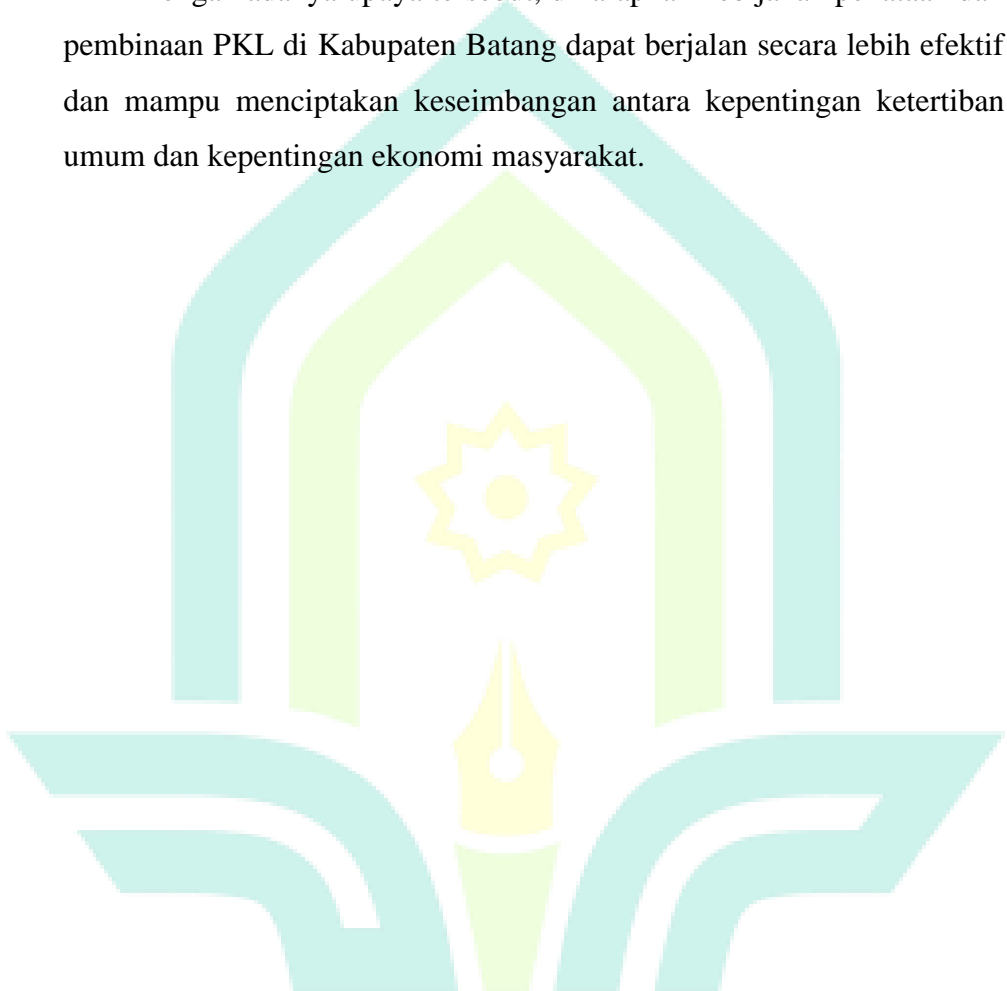 pembinaan PKL di Kabupaten Batang dapat berjalan secara lebih efektif
dan mampu menciptakan keseimbangan antara kepentingan ketertiban
umum dan kepentingan ekonomi masyarakat.